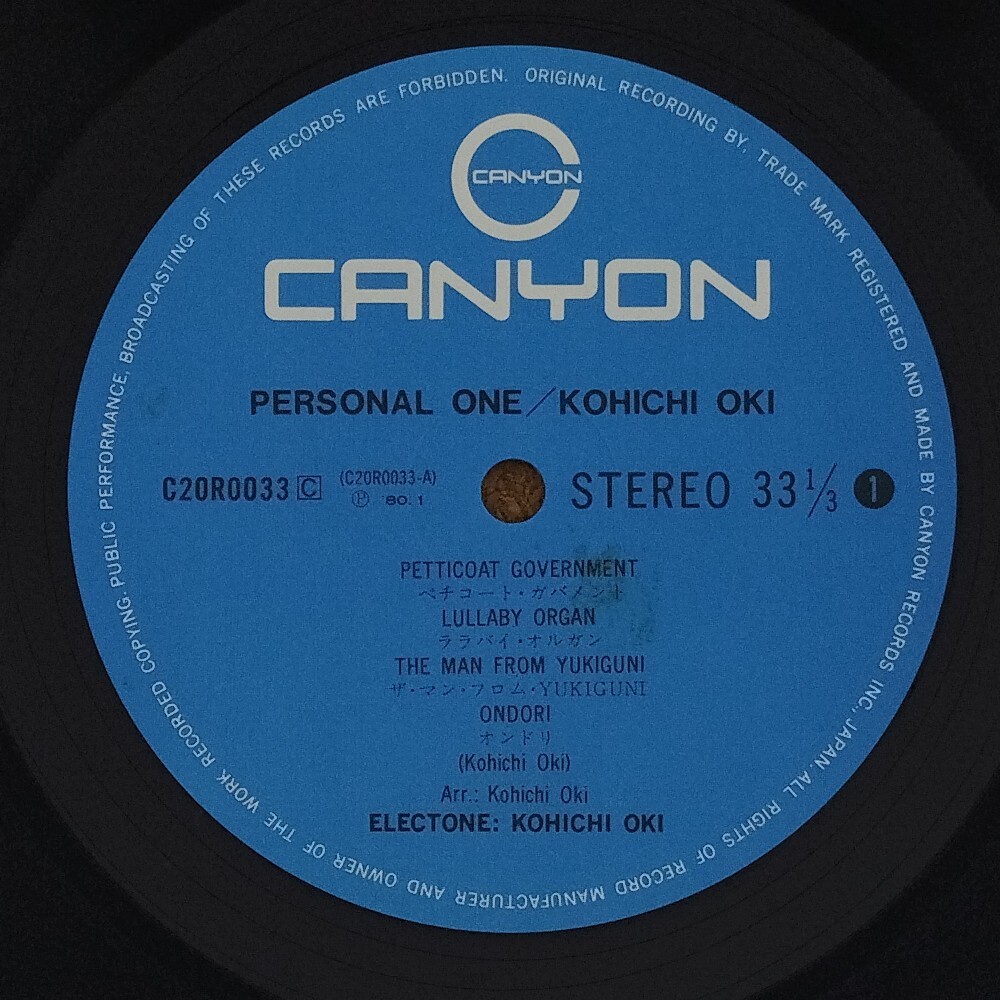 ORIGINAL RECORDING BY, TRADE MARK REGISTERED AND MADE BY CANYON RECORDS INC., JAPAN. ALL RIGHTS OF RECORD MANUFACTURER AND OWNER OF THE WORK RECORDED COPYING. PUBLIC PERFORMANCE, BROADCASTING OF THESE RECORDS ARE FORBIDDEN.
CANYON
CANYON
PERSONAL ONE/KOHICHI OKI
C20R0033 C (C20R0033-A) STEREO 33 1/3 1
Ⓟ '80.1
PETTICOAT GOVERNMENT
ペチコート・ガバメント
LULLABY ORGAN
ララバイ・オルガン
THE MAN FROM YUKIGUNI
ザ・マン・フロム・YUKIGUNI
ONDORI
オンドリ
(Kohichi Oki)
Arr.: Kohichi Oki
ELECTONE: KOHICHI OKI